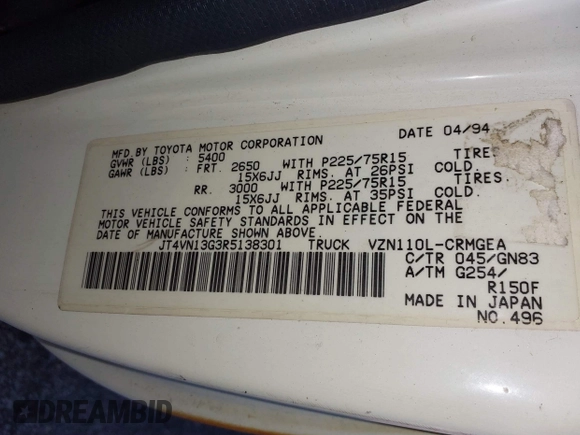 MFD BY TOYOTA MOTOR CORPORATION DATE 04/94
GVWR (LBS) : 5400
GAWR (LBS) : FRT. 2650 WITH P225/75R15 TIRES
15X6JJ RIMS. AT 26PSI COLD.
RR. 3000 WITH P225/75R15 TIRES.
15X6JJ RIMS. AT 35PSI COLD.
THIS VEHICLE CONFORMS TO ALL APPLICABLE FEDERAL
MOTOR VEHICLE SAFETY STANDARDS IN EFFECT ON THE
DATE OF MANUFACTURE SHOWN ABOVE.
JT4VN13G3R5138301 TRUCK VZN110L-CRMGEA
C/TR 045/GN83
A/TM G254/
R150F
MADE IN JAPAN
NO.496
DREAMBID